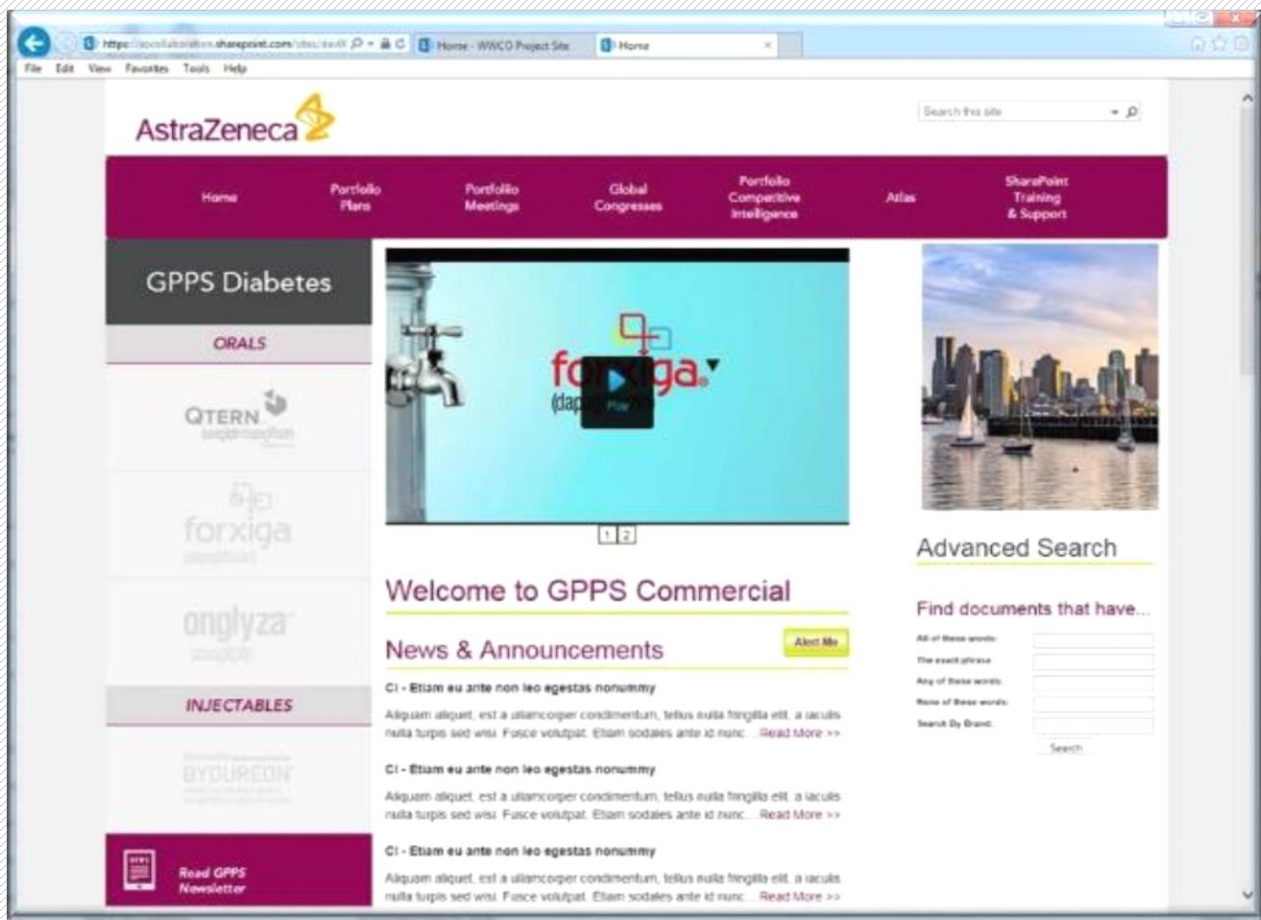 https://
sharepoint.com/
Home - WWCO Project Site
Home
File Edit View Favorites Tools Help
AstraZeneca
Search this site
Home
Portfolio
Plans
Portfollio
Meetings
Global
Congresses
Portfolio
Competitive
Intelligence
Atlas
SharePoint
Training
& Support
GPPS Diabetes
ORALS
QTERN
forxiga
onglyza
INJECTABLES
BYDUREON
Read GPPS
Newsletter
forxiga
Play
1 2
Welcome to GPPS Commercial
News & Announcements
Alert Me
CI - Etiam eu ante non leo egestas nonummy
Aliquam aliquet, est a ullamcorper condimentum, tellus nulla fringilla elit, a iaculis
nulla turpis sed wisi. Fusce volutpat. Etiam sodales ante id nunc... Read More >>
CI - Etiam eu ante non leo egestas nonummy
Aliquam aliquet, est a ullamcorper condimentum, tellus nulla fringilla elit, a iaculis
nulla turpis sed wisi. Fusce volutpat. Etiam sodales ante id nunc... Read More >>
CI - Etiam eu ante non leo egestas nonummy
Aliquam aliquet, est a ullamcorper condimentum, tellus nulla fringilla elit, a iaculis
nulla turpis sed wisi. Fusce volutpat. Etiam sodales ante id nunc... Read More >>
Advanced Search
Find documents that have...
All of these words:
The exact phrase
Any of these words:
None of these words:
Search By Brand:
Search